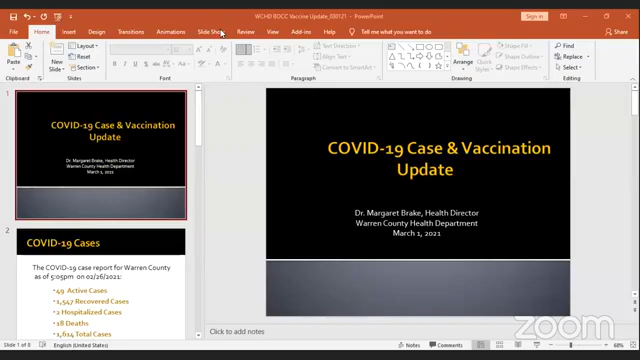 WCHD BOCC Vaccine Update_030121 - PowerPoint
Sign in
File Home Insert Design Transitions Animations Slide Show Review View Add-ins Help Tell me what you want to do Share
Paste
New
Slide
Layout
Reset
Section
Text Direction
Align Text
Convert to SmartArt
Arrange
Quick
Styles
Shape Fill
Shape Outline
Shape Effects
Find
Replace
Select
Clipboard
Slides
Font
Paragraph
Drawing
Editing
1
COVID-19 Case & Vaccination
Update
Dr. Margaret Brake, Health Director
Warren County Health Department
March 1, 2021
2
COVID-19 Cases
The COVID case report for Warren County
as of 5:05pm on 02/26/2021:
49 Active Cases
1,547 Recovered Cases
2 Hospitalized Cases
18 Deaths
1,614 Total Cases
COVID-19 Case & Vaccination
Update
Dr. Margaret Brake, Health Director
Warren County Health Department
March 1, 2021
Click to add notes
zoom
Slide 1 of 8
English (United States)
Notes
Comments
68%